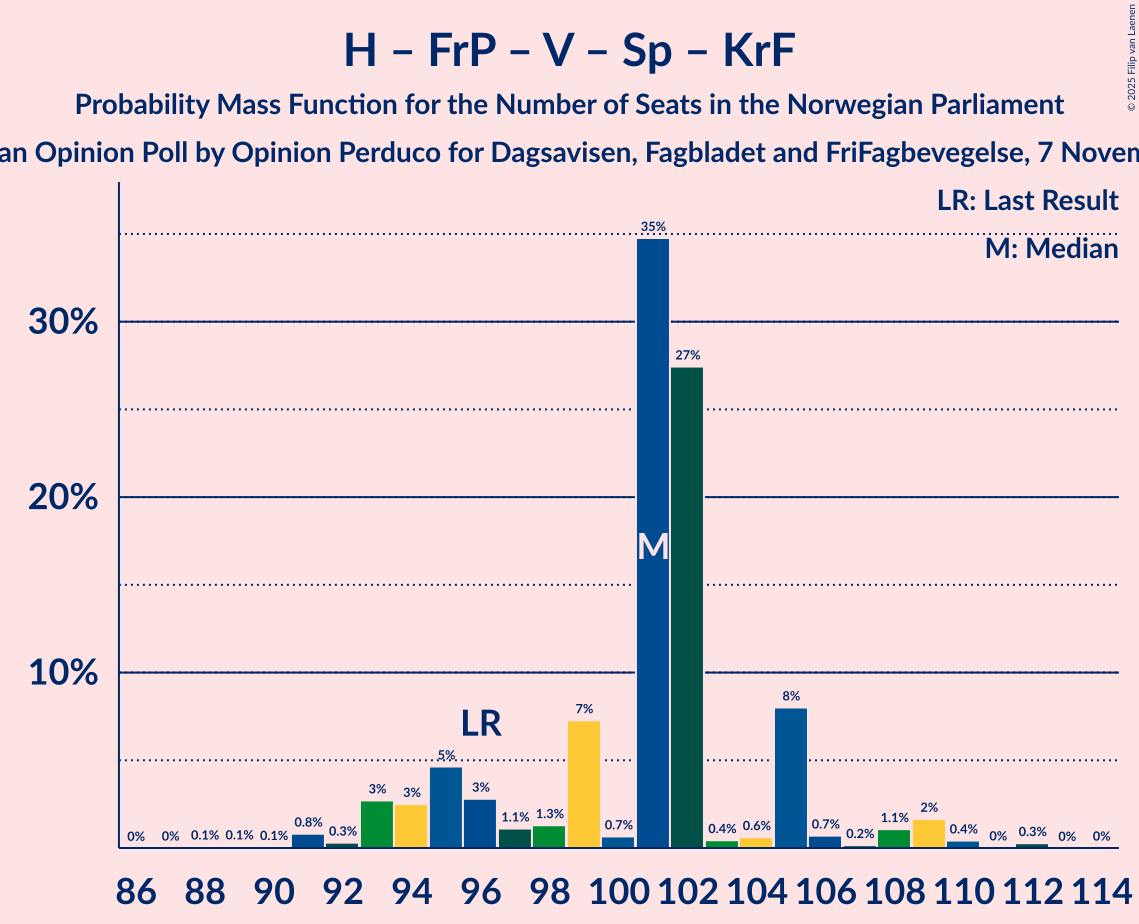 H – FrP – V – Sp – KrF
Probability Mass Function for the Number of Seats in the Norwegian Parliament
an Opinion Poll by Opinion Perduco for Dagsavisen, Fagbladet and FriFagbevegelse, 7 Novem
© 2025 Filip van Laenen
LR: Last Result
M: Median
30%
20%
10%
0% 0% 0.1% 0.1% 0.1% 0.8% 0.3% 3% 3% 5% 3% 1.1% 1.3% 7% 0.7% 35% 27% 0.4% 0.6% 8% 0.7% 0.2% 1.1% 2% 0.4% 0% 0.3% 0% 0%
LR
M
86 88 90 92 94 96 98 100 102 104 106 108 110 112 114